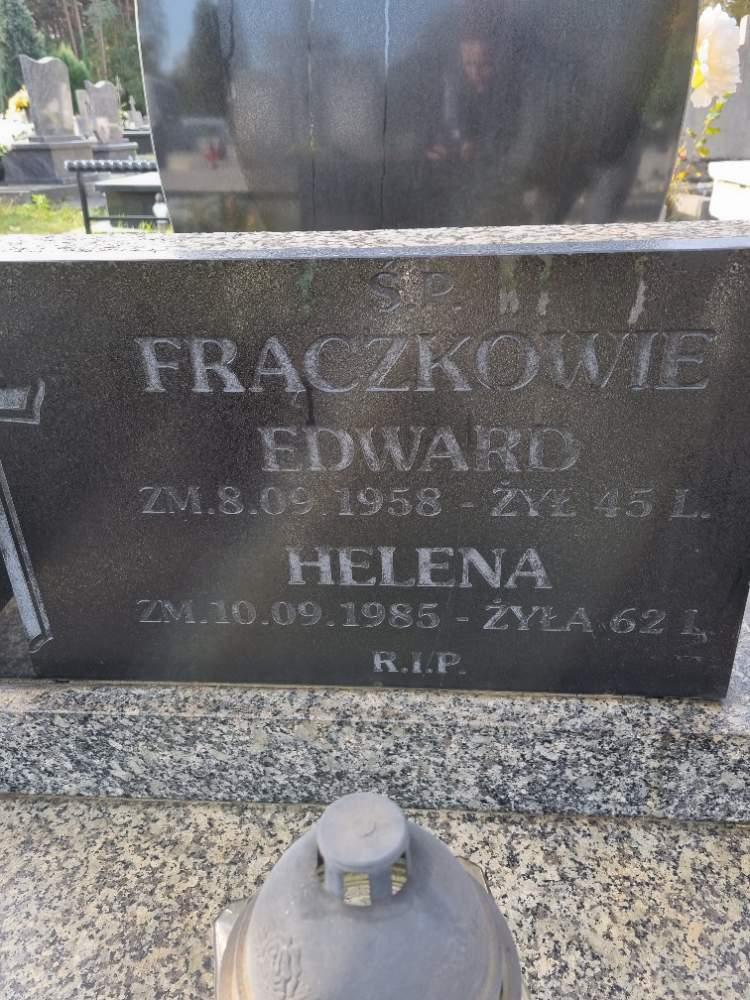 Ś.P.
FRĄCZKOWIE
EDWARD
ZM.8.09.1958 - ŻYŁ 45 L.
HELENA
ZM.10.09.1985 - ŻYŁA 62 L.
R.I.P.